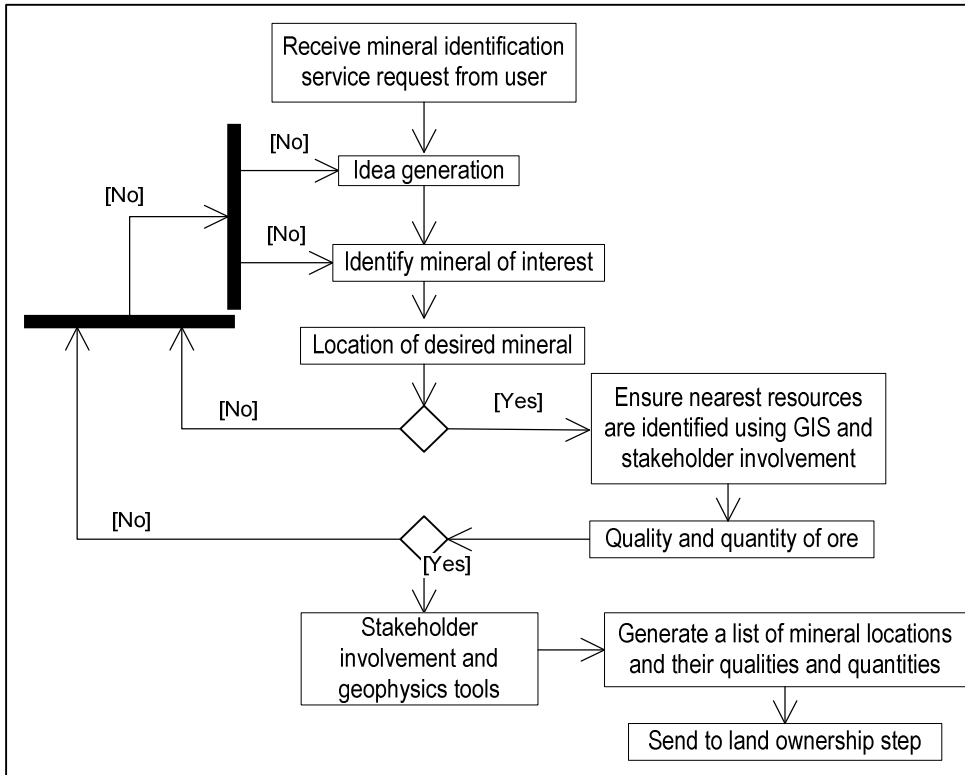 Receive mineral identification
service request from user
[No]
Idea generation
[No]
[No]
Identify mineral of interest
Location of desired mineral
[No]
[Yes]
Ensure nearest resources
are identified using GIS and
stakeholder involvement
[No]
Quality and quantity of ore
[Yes]
Stakeholder
involvement and
geophysics tools
Generate a list of mineral locations
and their qualities and quantities
Send to land ownership step